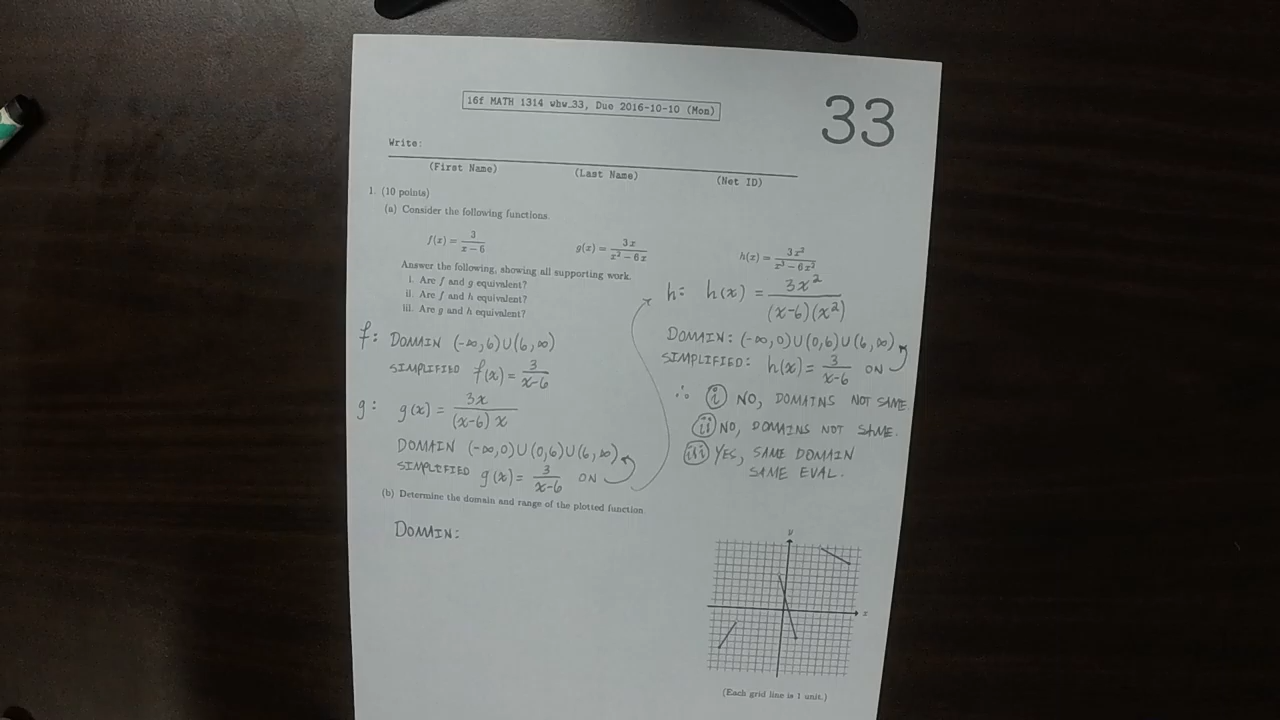 16f MATH 1314 whw_33, Due 2016-10-10 (Mon)
33
Write:
(First Name) (Last Name) (Net ID)
1. (10 points)
(a) Consider the following functions.
f(x) = 3/(x − 6) g(x) = 3x/(x² − 6x) h(x) = 3x²/(x³ − 6x²)
Answer the following, showing all supporting work.
i. Are f and g equivalent?
ii. Are f and h equivalent?
iii. Are g and h equivalent?
f: DOMAIN (-∞,6)∪(6,∞)
SIMPLIFIED f(x) = 3/(x-6)
g: g(x) = 3x/((x-6) x)
DOMAIN (-∞,0)∪(0,6)∪(6,∞)
SIMPLIFIED g(x) = 3/(x-6) ON
h: h(x) = 3x²/((x-6)(x²))
DOMAIN: (-∞,0)∪(0,6)∪(6,∞)
SIMPLIFIED: h(x) = 3/(x-6) ON
∴ (i) NO, DOMAINS NOT SAME.
(ii) NO, DOMAINS NOT SAME.
(iii) YES, SAME DOMAIN
SAME EVAL.
(b) Determine the domain and range of the plotted function.
DOMAIN:
y
x
(Each grid line is 1 unit.)